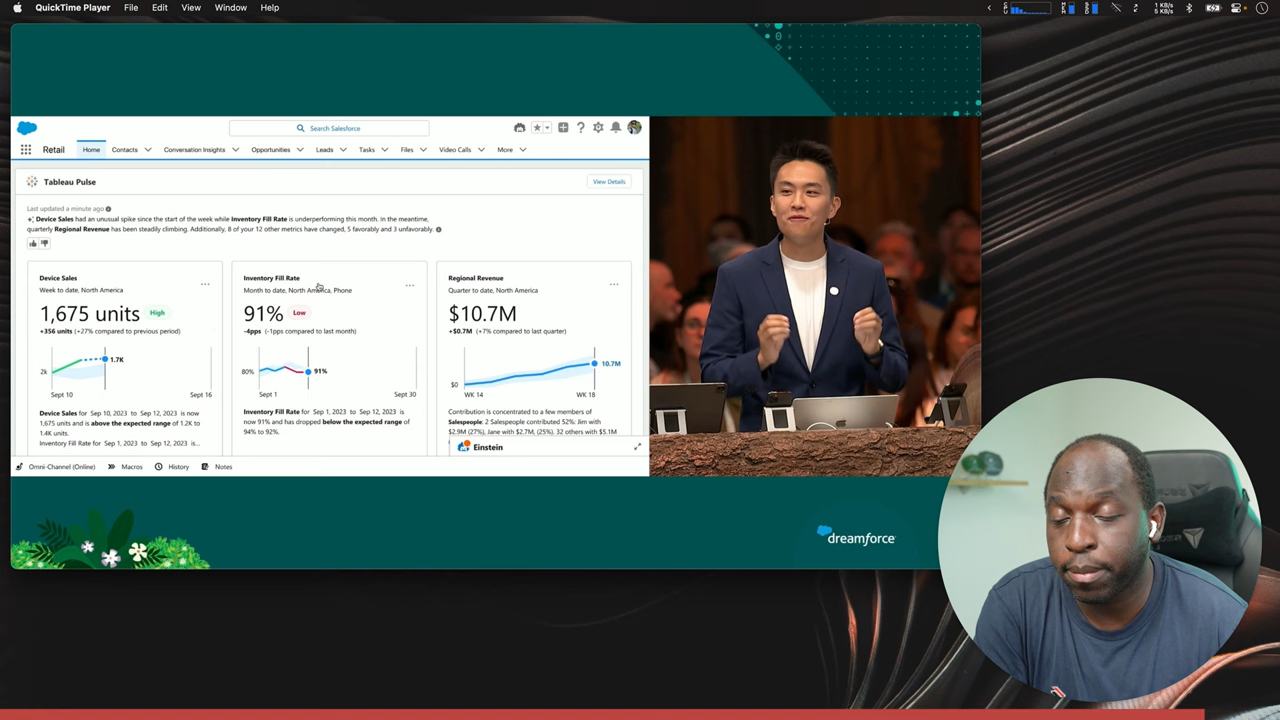 QuickTime Player File Edit View Window Help
1 KB/s
5 KB/s
Search Salesforce
Retail Home Contacts Conversation Insights Opportunities Leads Tasks Files Video Calls More
Tableau Pulse
View Details
Last updated a minute ago
Device Sales had an unusual spike since the start of the week while Inventory Fill Rate is underperforming this month. In the meantime,
quarterly Regional Revenue has been steadily climbing. Additionally, 8 of your 12 other metrics have changed, 5 favorably and 3 unfavorably.
Device Sales
Week to date, North America
1,675 units High
+356 units (+27% compared to previous period)
1.7K
2k
Sept 10 Sept 16
Device Sales for Sep 10, 2023 to Sep 12, 2023 is now
1,675 units and is above the expected range of 1.2K to
1.4K units.
Inventory Fill Rate for Sep 1, 2023 to Sep 12, 2023 is...
Inventory Fill Rate
Month to date, North America, Phone
91% Low
-4pps (-1pps compared to last month)
80% 91%
Sept 1 Sept 30
Inventory Fill Rate for Sep 1, 2023 to Sep 12, 2023 is
now 91% and has dropped below the expected range of
94% to 92%.
Regional Revenue
Quarter to date, North America
$10.7M
+$0.7M (+7% compared to last quarter)
10.7M
$0
WK 14 WK 18
Contribution is concentrated to a few members of
Salespeople: 2 Salespeople contributed 52%: Jim with
$2.9M (27%), Jane with $2.7M, (25%). 32 others with $5.1M
Einstein
Omni-Channel (Online) Macros History Notes
dreamforce